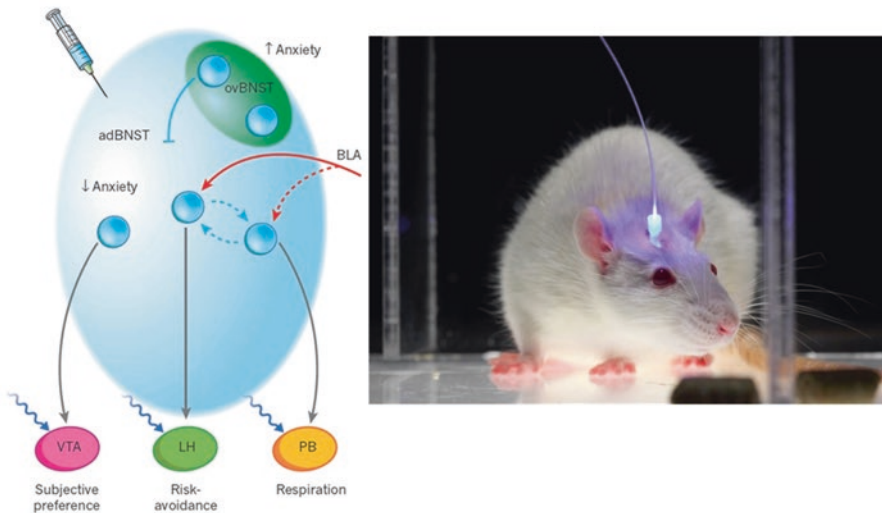 ↑ Anxiety
ovBNST
adBNST
BLA
↓ Anxiety
VTA
LH
PB
Subjective
preference
Risk-
avoidance
Respiration